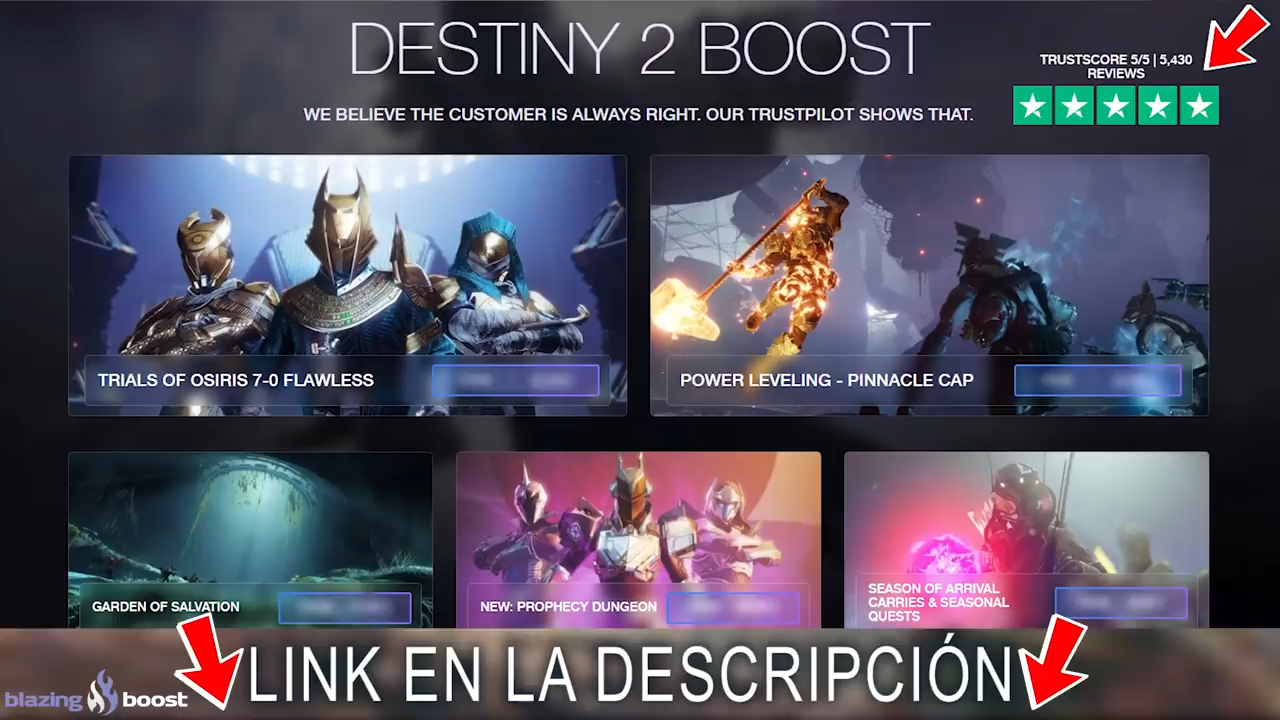 DESTINY 2 BOOST
TRUSTSCORE 5/5 | 5,430
REVIEWS
WE BELIEVE THE CUSTOMER IS ALWAYS RIGHT. OUR TRUSTPILOT SHOWS THAT.
TRIALS OF OSIRIS 7-0 FLAWLESS
POWER LEVELING - PINNACLE CAP
GARDEN OF SALVATION
NEW: PROPHECY DUNGEON
SEASON OF ARRIVAL
CARRIES & SEASONAL
QUESTS
LINK EN LA DESCRIPCIÓN
blazing boost